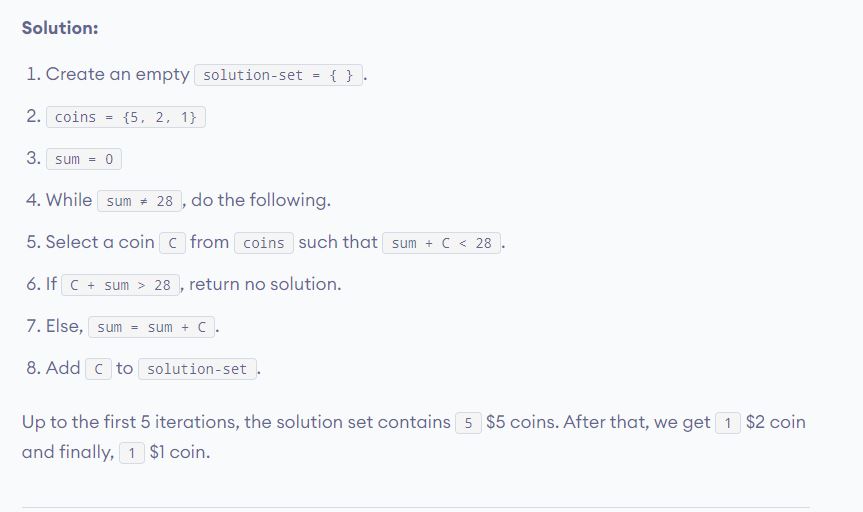 Solution:
1. Create an empty solution-set = { }.
2. coins = {5, 2, 1}
3. sum = 0
4. While sum ≠ 28, do the following.
5. Select a coin C from coins such that sum + C < 28.
6. If C + sum > 28, return no solution.
7. Else, sum = sum + C.
8. Add C to solution-set.
Up to the first 5 iterations, the solution set contains 5 $5 coins. After that, we get 1 $2 coin
and finally, 1 $1 coin.